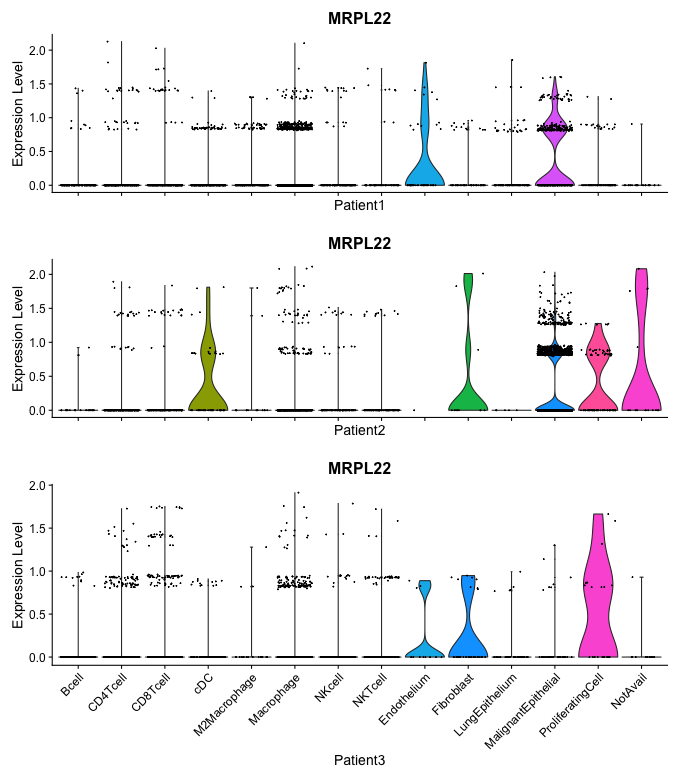 MRPL22
Expression Level
2.0
1.5
1.0
0.5
0.0
Patient1
MRPL22
Expression Level
2.0
1.5
1.0
0.5
0.0
Patient2
MRPL22
Expression Level
2.0
1.5
1.0
0.5
0.0
Bcell
CD4Tcell
CD8Tcell
cDC
M2Macrophage
Macrophage
NKcell
NKTcell
Endothelium
Fibroblast
LungEpithelium
MalignantEpithelial
ProliferatingCell
NotAvail
Patient3